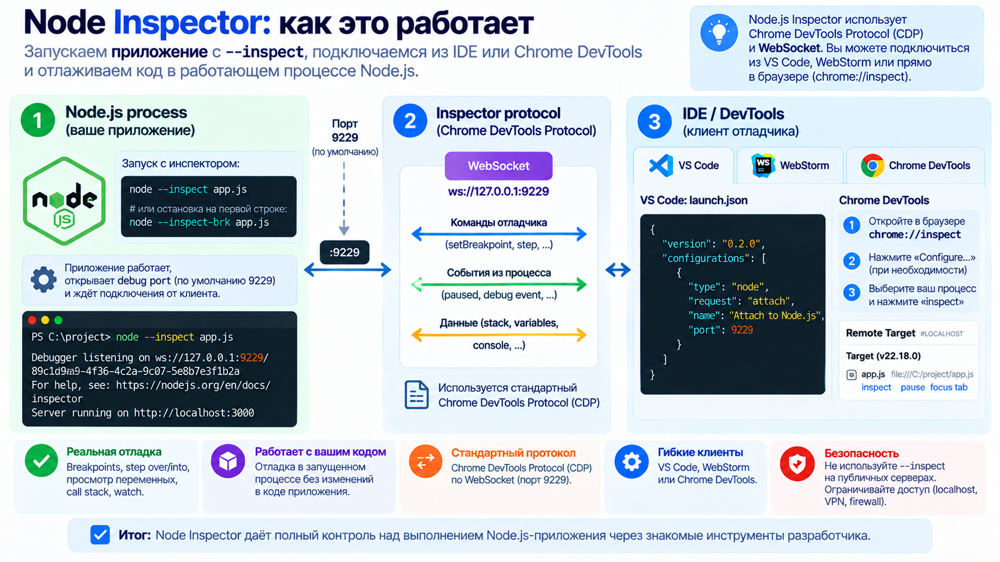 Node Inspector: как это работает
Запускаем приложение с --inspect, подключаемся из IDE или Chrome DevTools
и отлаживаем код в работающем процессе Node.js.
Node.js Inspector использует
Chrome DevTools Protocol (CDP)
и WebSocket. Вы можете подключиться
из VS Code, WebStorm или прямо
в браузере (chrome://inspect).
1
Node.js process
(ваше приложение)
node
JS
Запуск с инспектором:
node --inspect app.js
# или остановка на первой строке:
node --inspect-brk app.js
Приложение работает,
открывает debug port (по умолчанию 9229)
и ждёт подключения от клиента.
PS C:\project> node --inspect app.js
Debugger listening on ws://127.0.0.1:9229/
-4f36-4c2a-9c07-5e8b7e3f1b2a
For help, see: https://nodejs.org/en/docs/
inspector
Server running on http://localhost:3000
Порт
9229
(по умолчанию)
:9229
2
Inspector protocol
(Chrome DevTools Protocol)
WebSocket
ws://127.0.0.1:9229
Команды отладчика
(setBreakpoint, step, ...)
События из процесса
(paused, debug event, ...)
Данные (stack, variables,
console, ...)
Используется стандартный
Chrome DevTools Protocol (CDP)
3
IDE / DevTools
(клиент отладчика)
VS Code
WS
WebStorm
Chrome DevTools
VS Code: launch.json
{
"version": "0.2.0",
"configurations": [
{
"type": "node",
"request": "attach",
"name": "Attach to Node.js",
"port": 9229
}
]
}
Chrome DevTools
1
Откройте в браузере
chrome://inspect
2
Нажмите «Configure...»
(при необходимости)
3
Выберите ваш процесс
и нажмите «inspect»
Remote Target #LOCALHOST
Target (v22.18.0)
app.js file:///C:/project/app.js
inspect pause focus tab
Реальная отладка
Breakpoints, step over/into,
просмотр переменных,
call stack, watch.
Работает с вашим кодом
Отладка в запущенном
процессе без изменений
в коде приложения.
Стандартный протокол
Chrome DevTools Protocol (CDP)
по WebSocket (порт 9229).
Гибкие клиенты
VS Code, WebStorm
или Chrome DevTools.
Безопасность
Не используйте --inspect
на публичных серверах.
Ограничивайте доступ (localhost,
VPN, firewall).
Итог: Node Inspector даёт полный контроль над выполнением Node.js-приложения через знакомые инструменты разработчика.